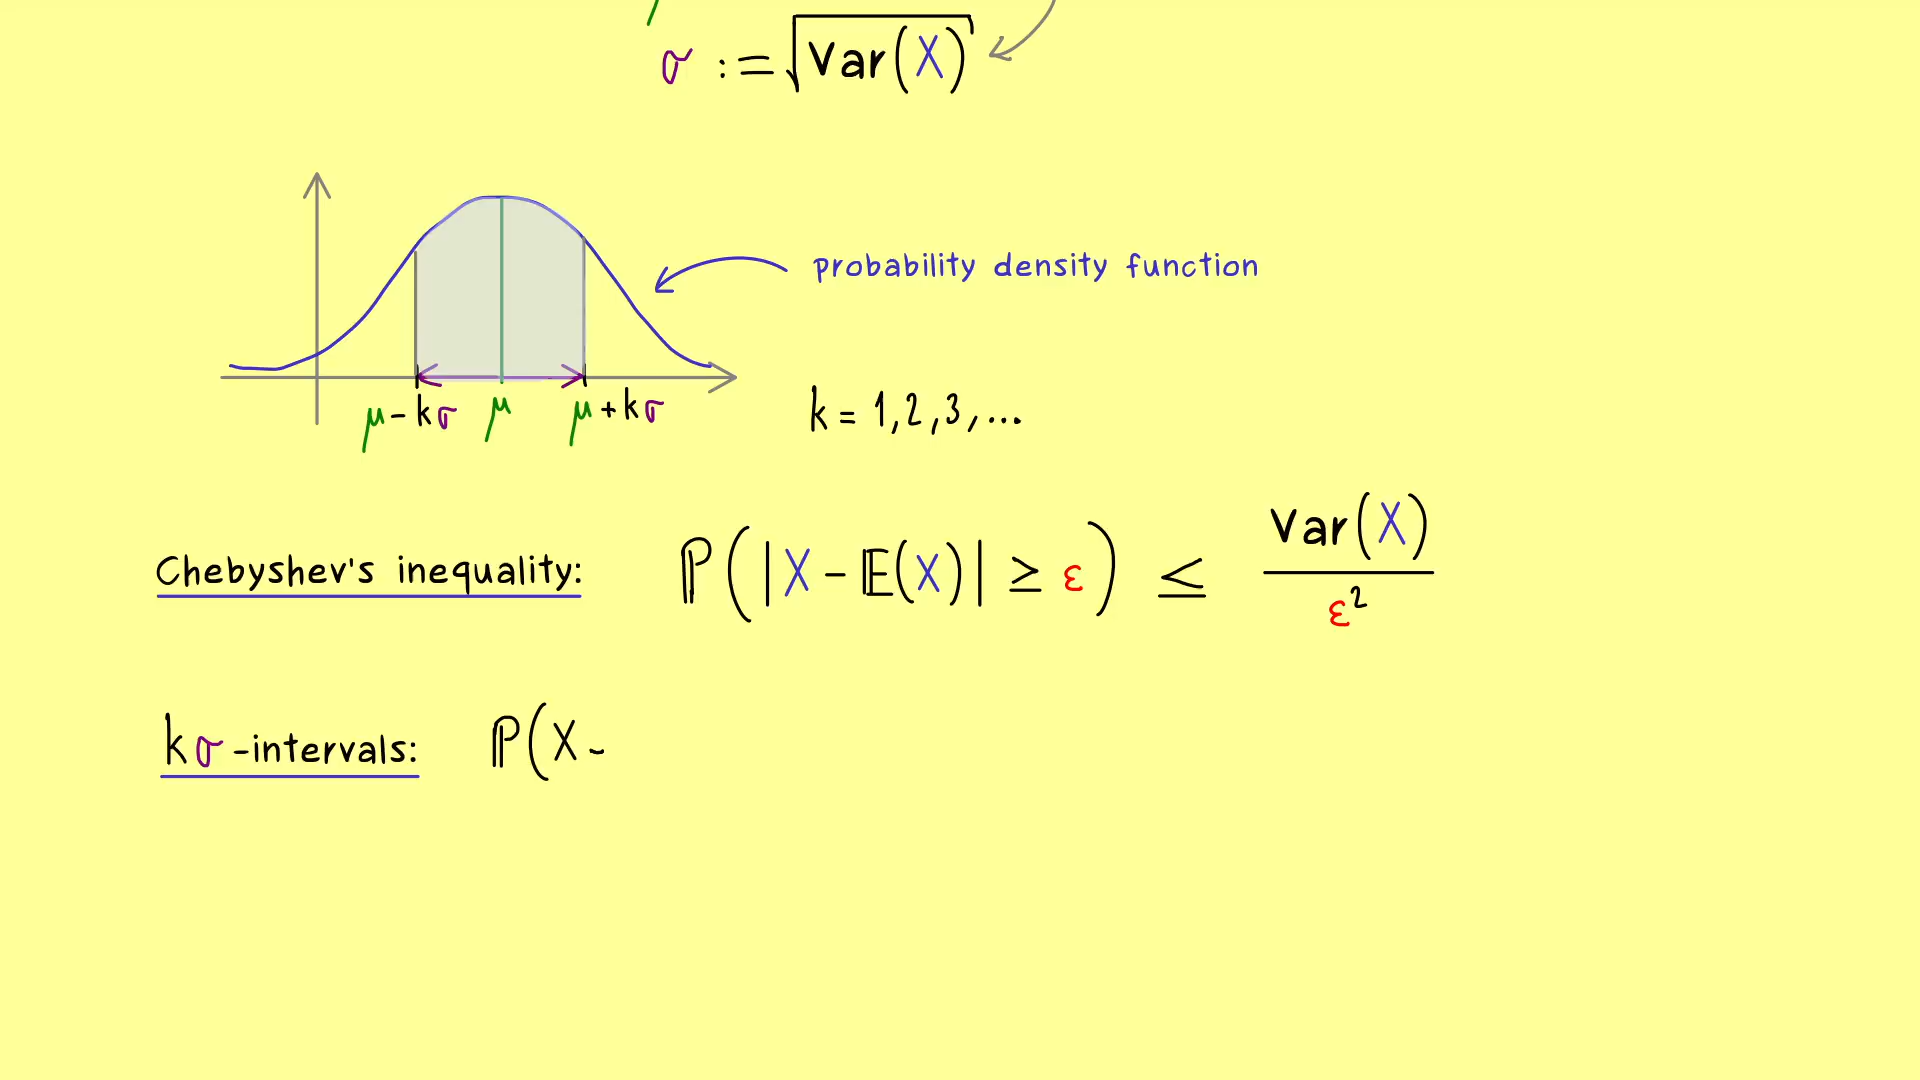 σ := √Var(X)
probability density function
μ - kσ μ μ + kσ
k = 1, 2, 3, ...
Chebyshev's inequality: ℙ(|X - 𝔼(X)| ≥ ε) ≤ Var(X) / ε²
kσ-intervals: ℙ(X -